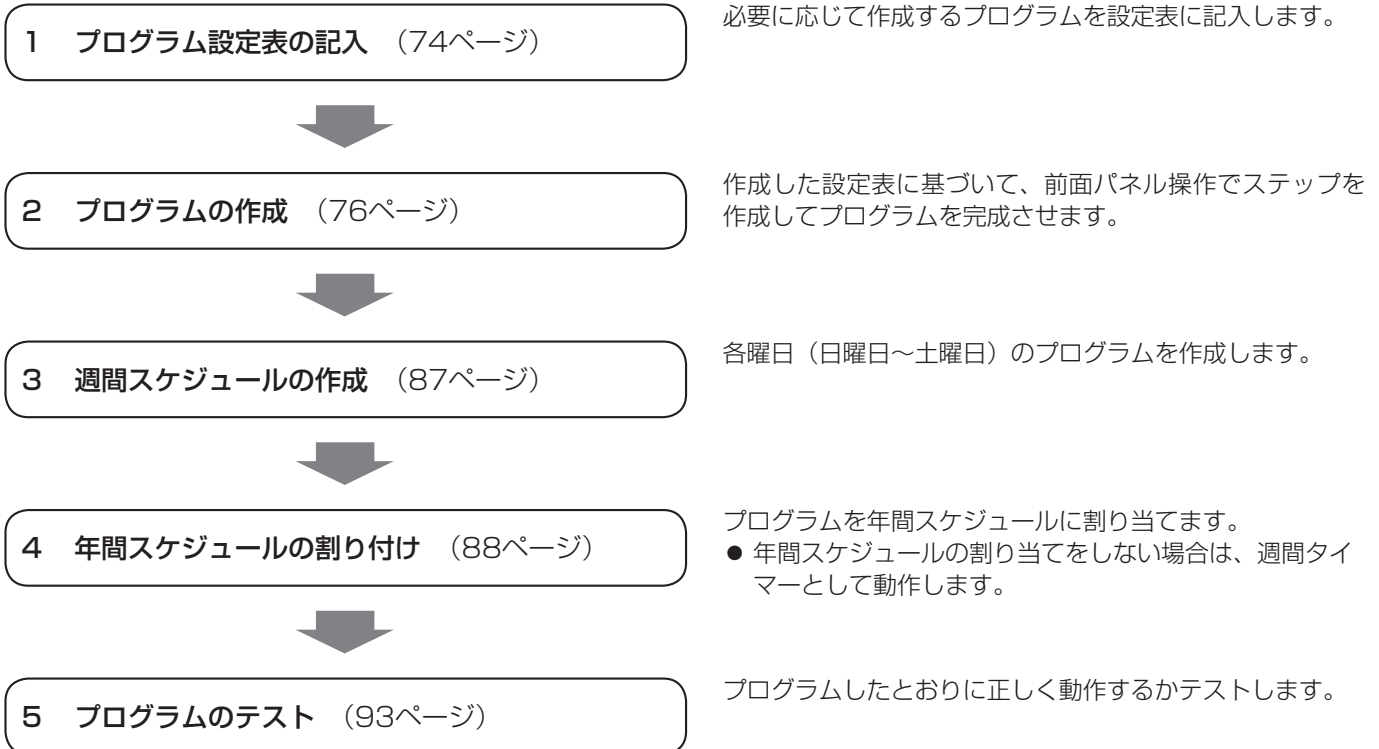 1 プログラム設定表の記入 （74ページ）
必要に応じて作成するプログラムを設定表に記入します。
2 プログラムの作成 （76ページ）
作成した設定表に基づいて、前面パネル操作でステップを
作成してプログラムを完成させます。
3 週間スケジュールの作成 （87ページ）
各曜日（日曜日～土曜日）のプログラムを作成します。
4 年間スケジュールの割り付け （88ページ）
プログラムを年間スケジュールに割り当てます。
● 年間スケジュールの割り当てをしない場合は、週間タイ
マーとして動作します。
5 プログラムのテスト （93ページ）
プログラムしたとおりに正しく動作するかテストします。